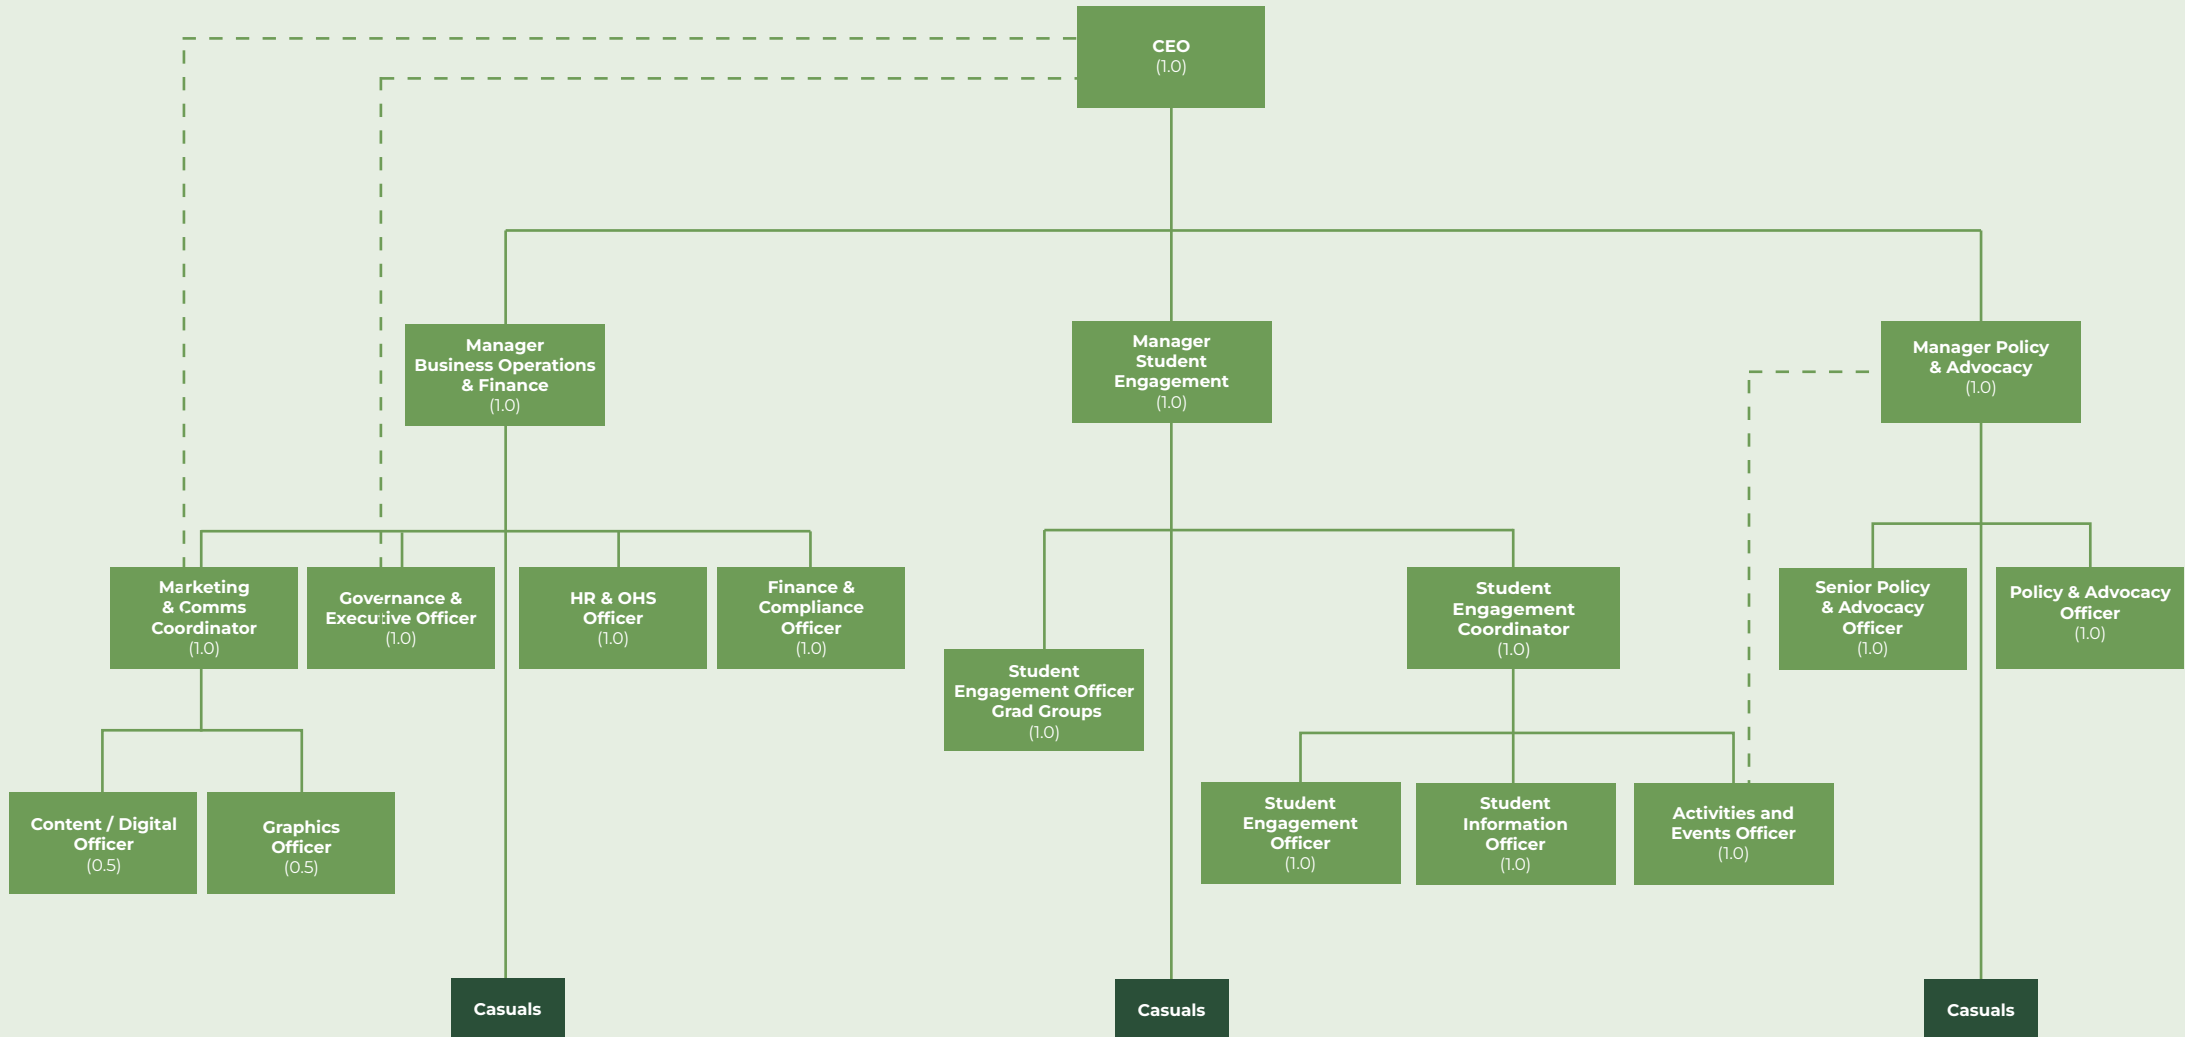 CEO
(1.0)
Manager
Business Operations
& Finance
(1.0)
Manager
Student
Engagement
(1.0)
Manager Policy
& Advocacy
(1.0)
Marketing
& Comms
Coordinator
(1.0)
Governance &
Executive Officer
(1.0)
HR & OHS
Officer
(1.0)
Finance &
Compliance
Officer
(1.0)
Student
Engagement Officer
Grad Groups
(1.0)
Student
Engagement
Coordinator
(1.0)
Senior Policy
& Advocacy
Officer
(1.0)
Policy & Advocacy
Officer
(1.0)
Content / Digital
Officer
(0.5)
Graphics
Officer
(0.5)
Student
Engagement
Officer
(1.0)
Student
Information
Officer
(1.0)
Activities and
Events Officer
(1.0)
Casuals
Casuals
Casuals